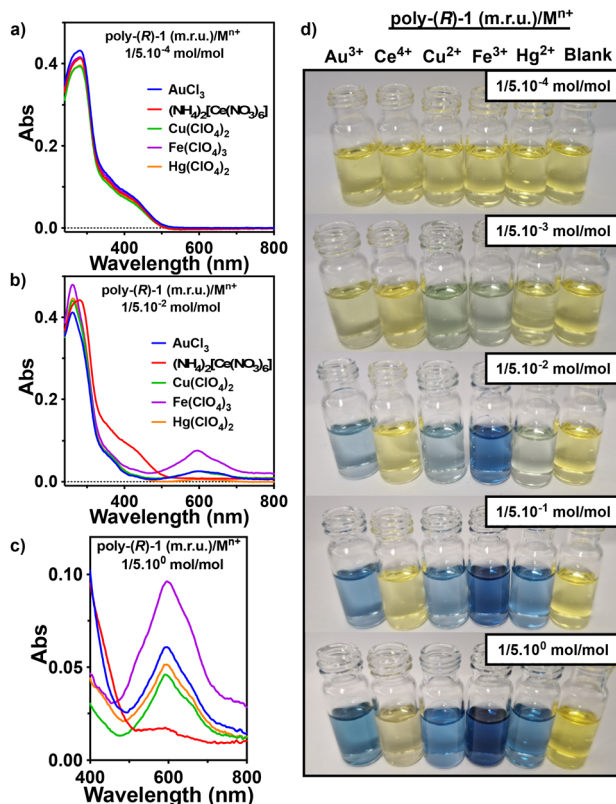 a)
poly-(R)-1 (m.r.u.)/Mⁿ⁺
1/5.10⁻⁴ mol/mol
AuCl₃
(NH₄)₂[Ce(NO₃)₆]
Cu(ClO₄)₂
Fe(ClO₄)₃
Hg(ClO₄)₂
Abs
0.4
0.2
0.0
400 600 800
Wavelength (nm)
b)
poly-(R)-1 (m.r.u.)/Mⁿ⁺
1/5.10⁻² mol/mol
AuCl₃
(NH₄)₂[Ce(NO₃)₆]
Cu(ClO₄)₂
Fe(ClO₄)₃
Hg(ClO₄)₂
Abs
0.4
0.2
0.0
400 600 800
Wavelength (nm)
c)
poly-(R)-1 (m.r.u.)/Mⁿ⁺
1/5.10⁰ mol/mol
Abs
0.10
0.05
0.00
400 600 800
Wavelength (nm)
d)
poly-(R)-1 (m.r.u.)/Mⁿ⁺
Au³⁺ Ce⁴⁺ Cu²⁺ Fe³⁺ Hg²⁺ Blank
1/5.10⁻⁴ mol/mol
1/5.10⁻³ mol/mol
1/5.10⁻² mol/mol
1/5.10⁻¹ mol/mol
1/5.10⁰ mol/mol